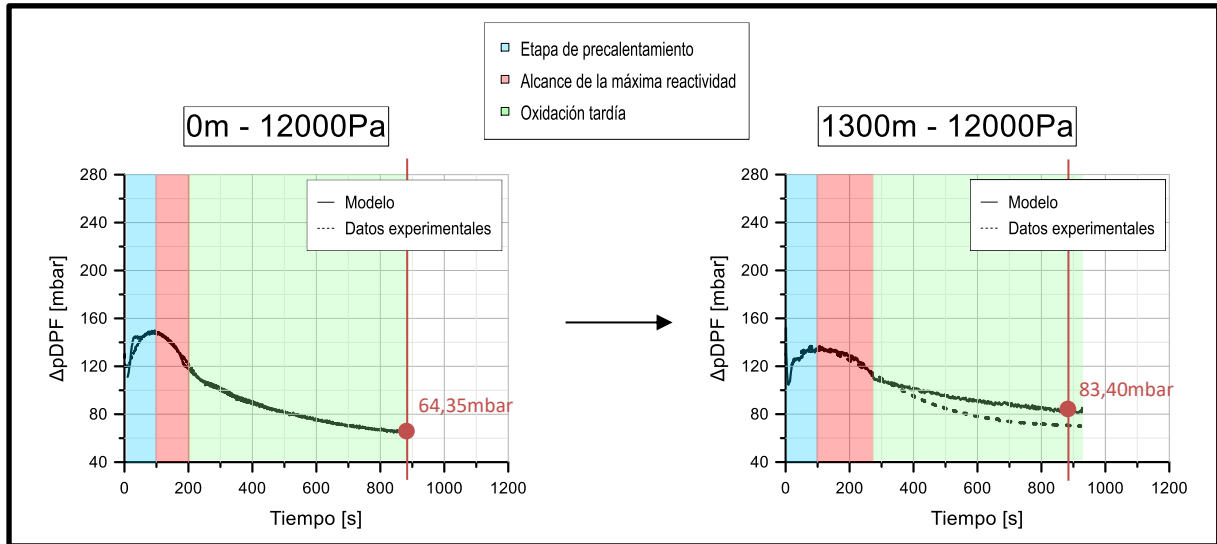 Etapa de precalentamiento
Alcance de la máxima reactividad
Oxidación tardía
0m - 12000Pa
280
240
200
160
120
80
40
ΔpDPF [mbar]
Modelo
Datos experimentales
64,35mbar
0 200 400 600 800 1000 1200
Tiempo [s]
1300m - 12000Pa
280
240
200
160
120
80
40
ΔpDPF [mbar]
Modelo
Datos experimentales
83,40mbar
0 200 400 600 800 1000 1200
Tiempo [s]